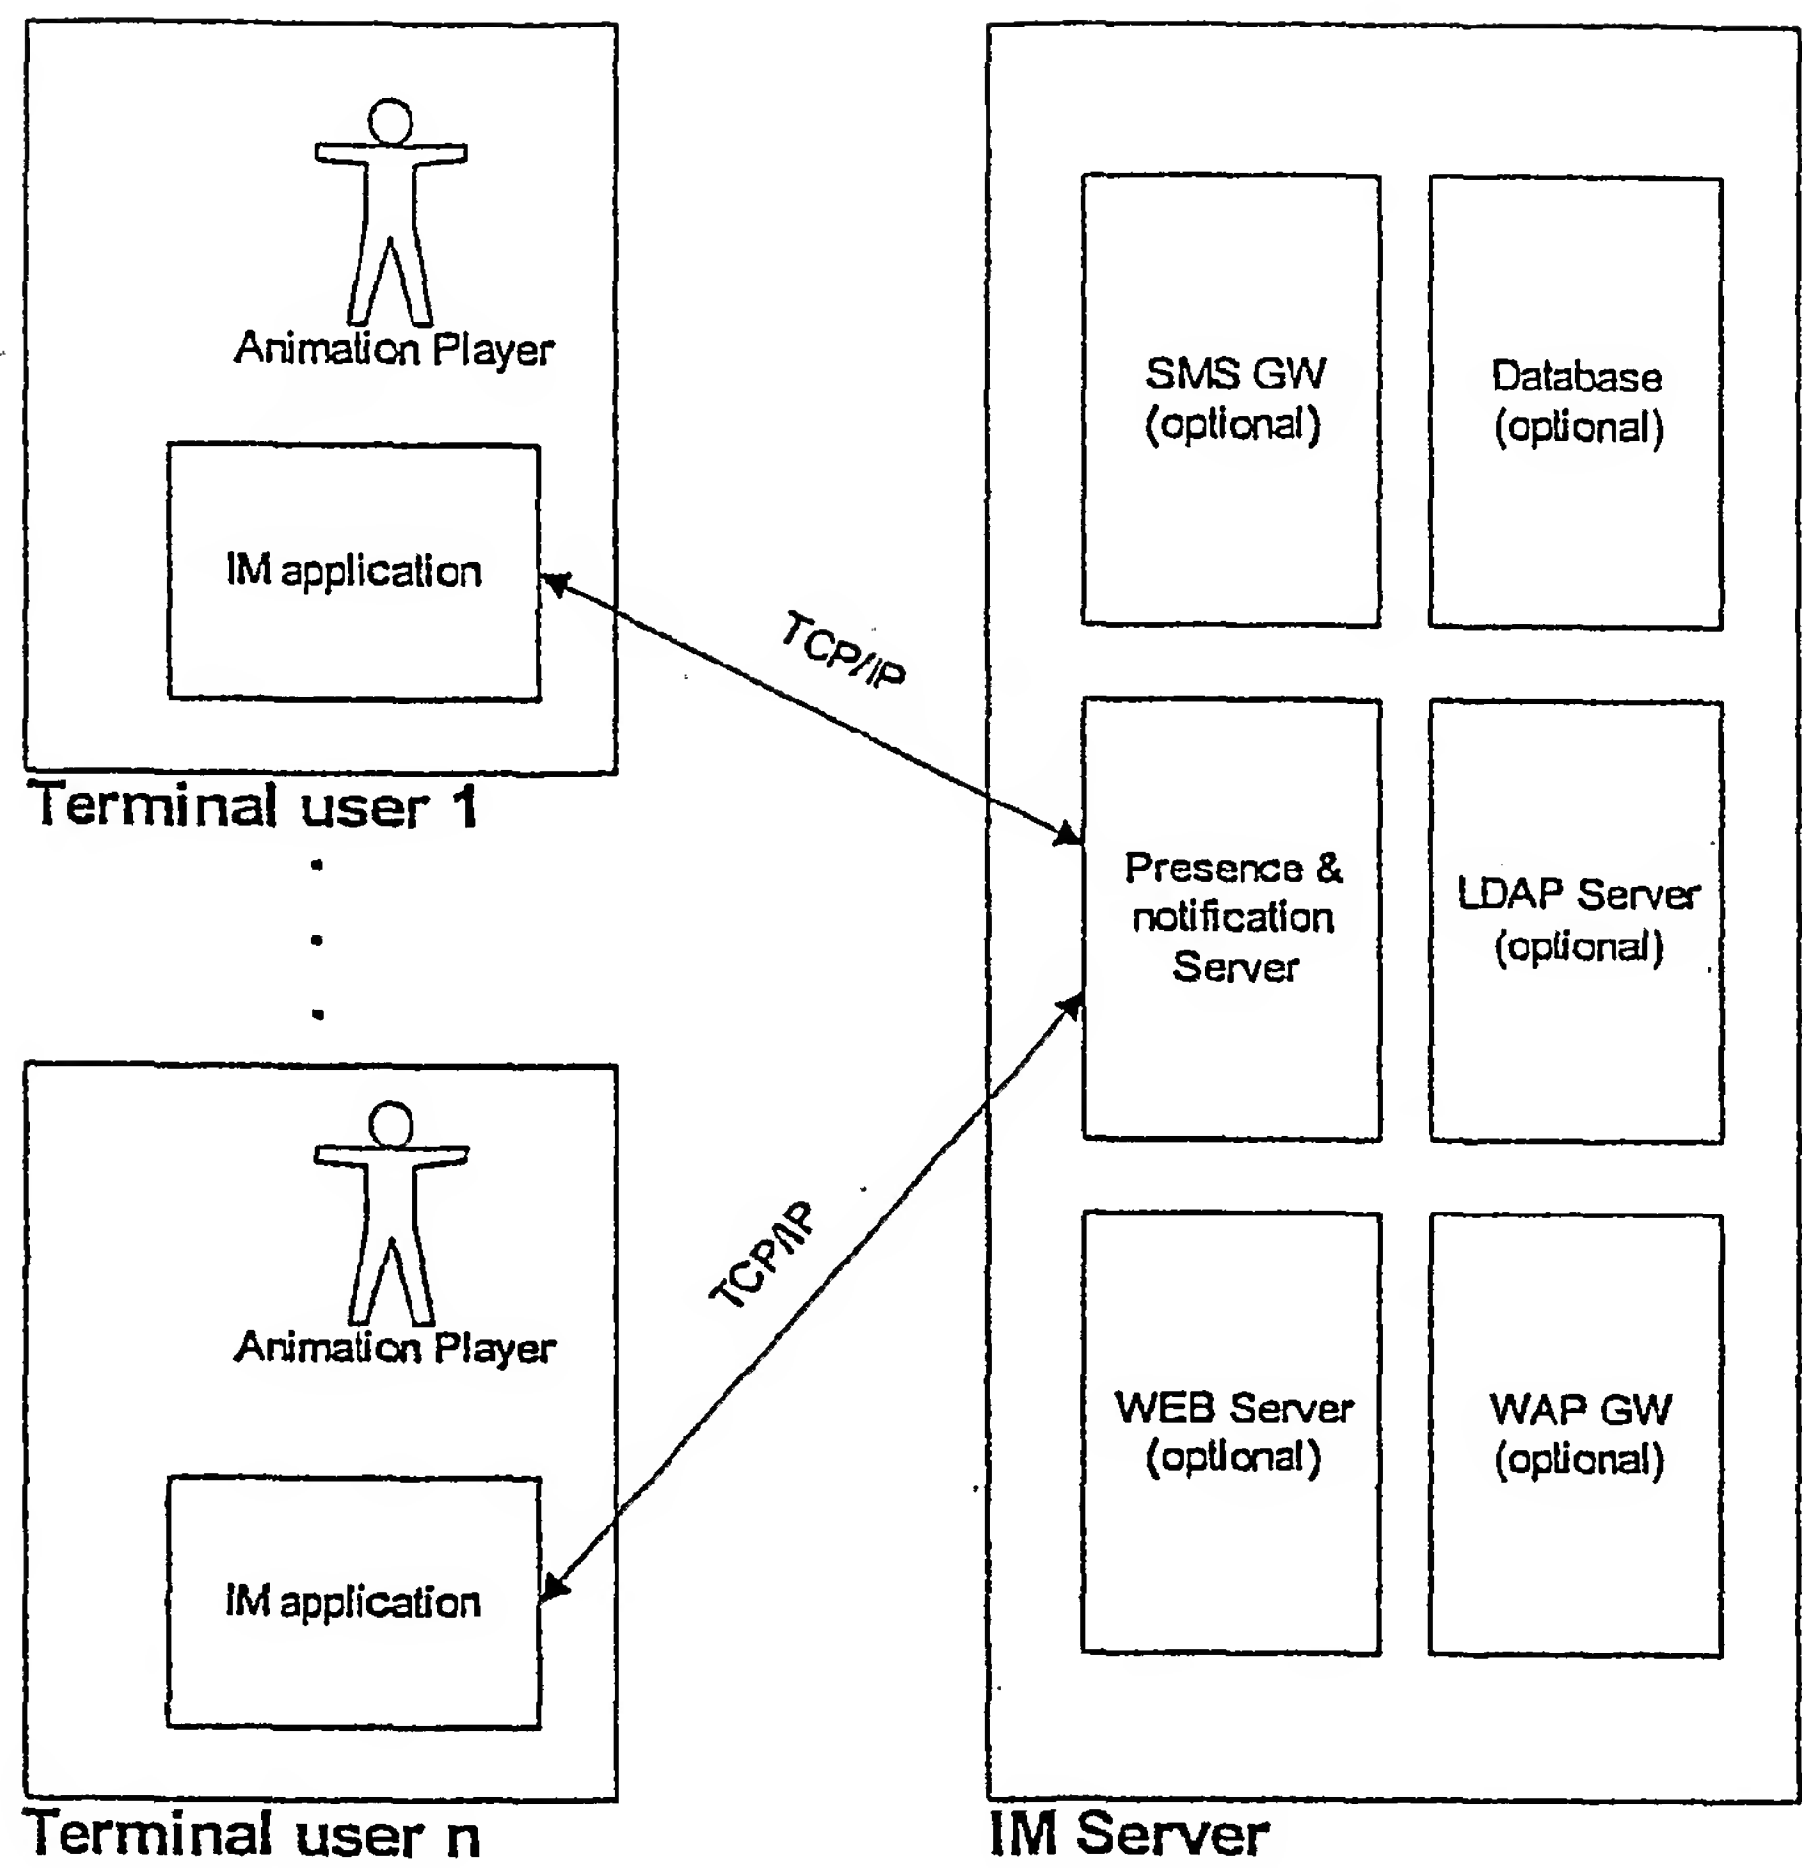 Animation Player
IM application
Terminal user 1
TCP/IP
Animation Player
IM application
Terminal user n
TCP/IP
SMS GW
(optional)
Database
(optional)
Presence &
notification
Server
LDAP Server
(optional)
WEB Server
(optional)
WAP GW
(optional)
IM Server